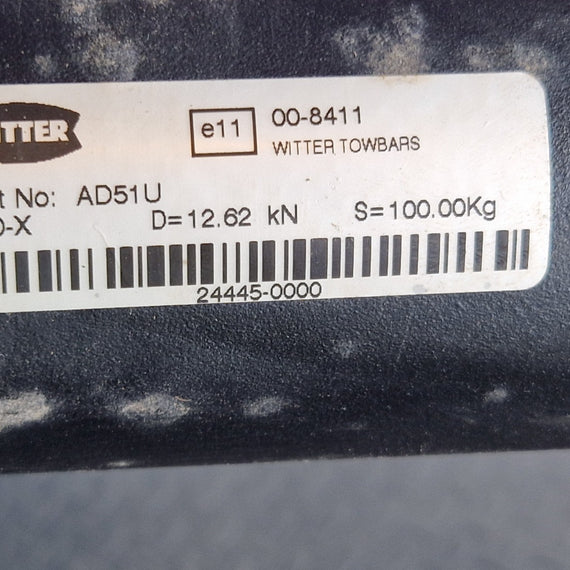 ITTER
e11
00-8411
WITTER TOWBARS
t No: AD51U
0-X D=12.62 kN S=100.00Kg
24445-0000